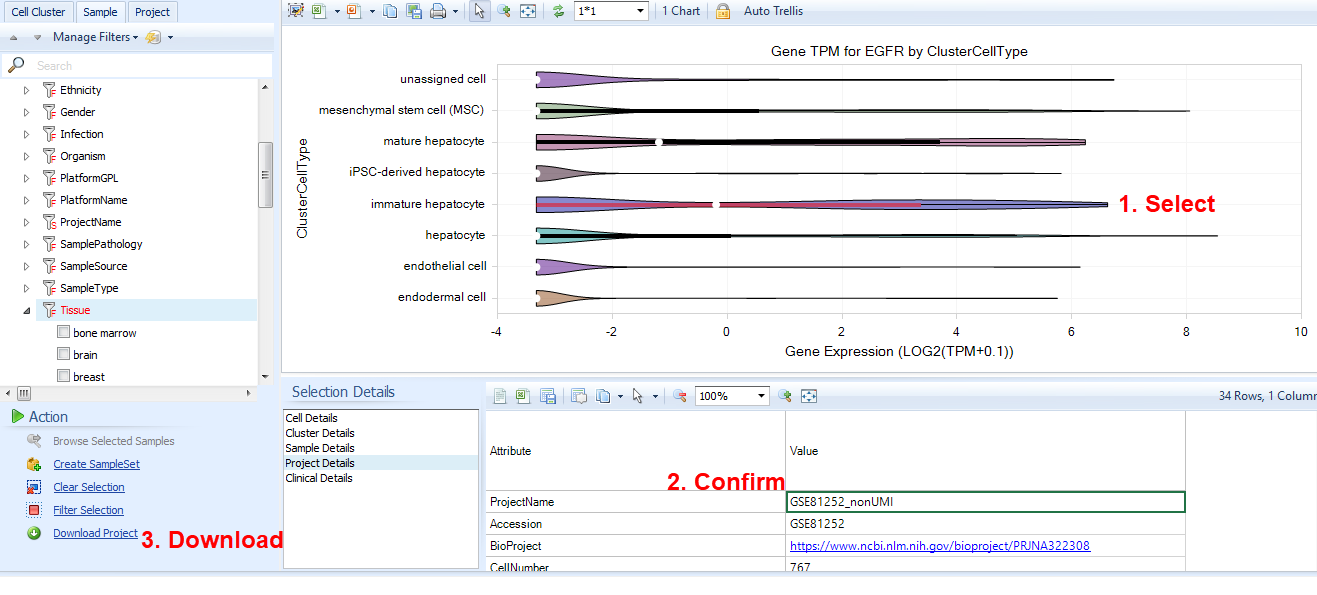 Cell Cluster Sample Project
Manage Filters
Search
Ethnicity
Gender
Infection
Organism
PlatformGPL
PlatformName
ProjectName
SamplePathology
SampleSource
SampleType
Tissue
bone marrow
brain
breast
Action
Browse Selected Samples
Create SampleSet
Clear Selection
Filter Selection
Download Project
3. Download
1*1 1 Chart Auto Trellis
Gene TPM for EGFR by ClusterCellType
ClusterCellType
unassigned cell
mesenchymal stem cell (MSC)
mature hepatocyte
iPSC-derived hepatocyte
immature hepatocyte
hepatocyte
endothelial cell
endodermal cell
1. Select
-4 -2 0 2 4 6 8 10
Gene Expression (LOG2(TPM+0.1))
Selection Details
Cell Details
Cluster Details
Sample Details
Project Details
Clinical Details
100% 34 Rows, 1 Column
Attribute Value
2. Confirm
ProjectName GSE81252_nonUMI
Accession GSE81252
BioProject https://www.ncbi.nlm.nih.gov/bioproject/PRJNA322308
CellNumber 767